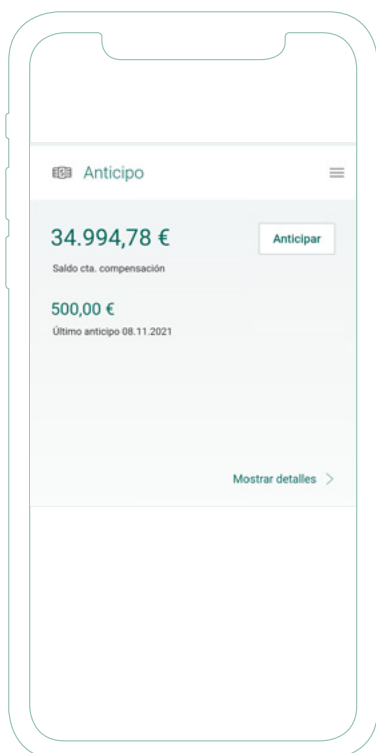 Anticipo
34.994,78 €
Anticipar
Saldo cta. compensación
500,00 €
Último anticipo 08.11.2021
Mostrar detalles